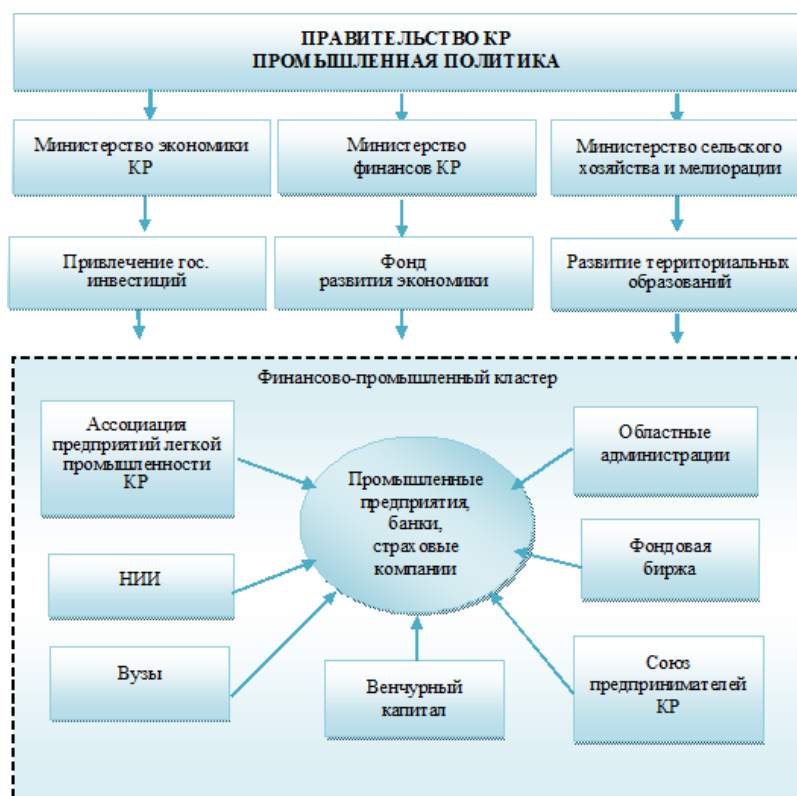 ПРАВИТЕЛЬСТВО КР
ПРОМЫШЛЕННАЯ ПОЛИТИКА
Министерство экономики
КР
Министерство
финансов КР
Министерство сельского
хозяйства и мелиорации
Привлечение гос.
инвестиций
Фонд
развития экономики
Развитие территориальных
образований
Финансово-промышленный кластер
Ассоциация
предприятий легкой
промышленности
КР
Промышленные
предприятия,
банки,
страховые
компании
Областные
администрации
НИИ
Фондовая
биржа
Вузы
Венчурный
капитал
Союз
предпринимателей
КР